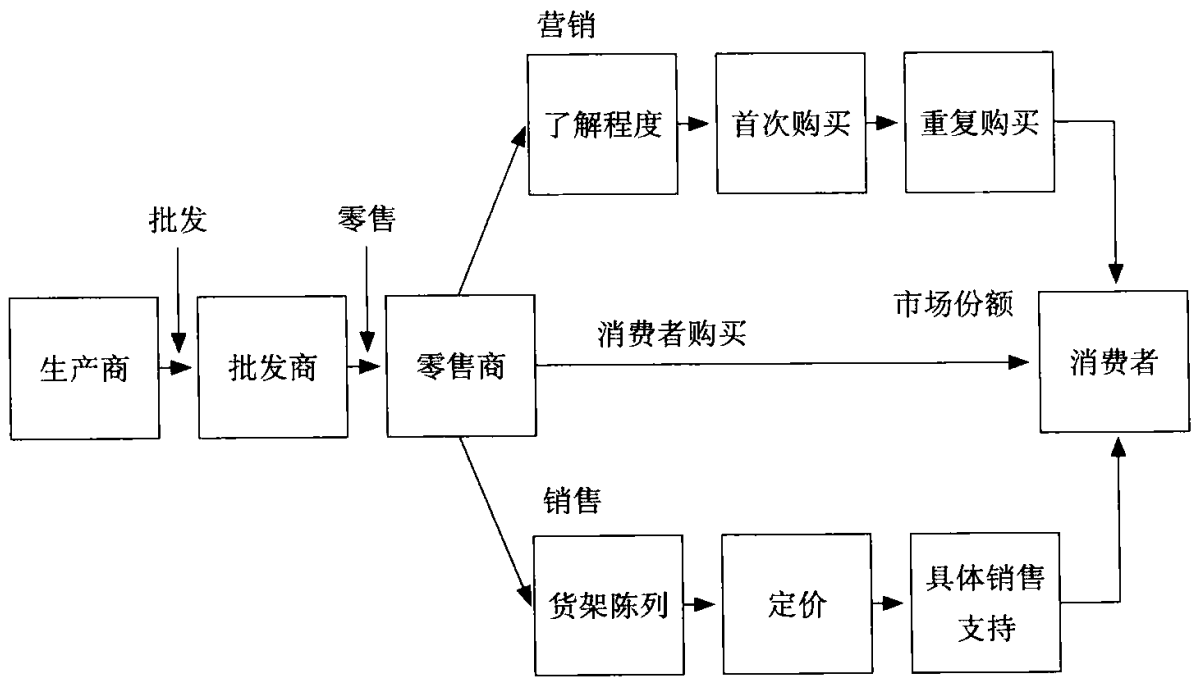 营销
了解程度
首次购买
重复购买
批发
零售
生产商
批发商
零售商
消费者购买
市场份额
消费者
销售
货架陈列
定价
具体销售
支持